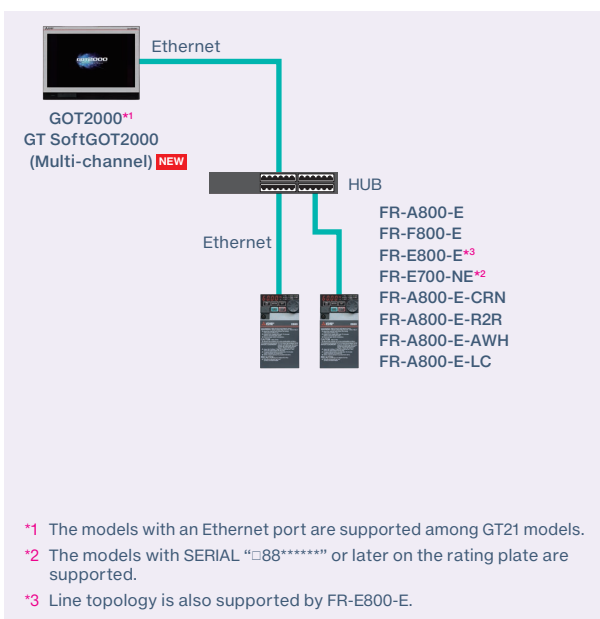 Ethernet
GOT2000*1
GT SoftGOT2000
(Multi-channel) NEW
HUB
Ethernet
FR-A800-E
FR-F800-E
FR-E800-E*3
FR-E700-NE*2
FR-A800-E-CRN
FR-A800-E-R2R
FR-A800-E-AWH
FR-A800-E-LC
*1 The models with an Ethernet port are supported among GT21 models.
*2 The models with SERIAL “□88******” or later on the rating plate are
supported.
*3 Line topology is also supported by FR-E800-E.